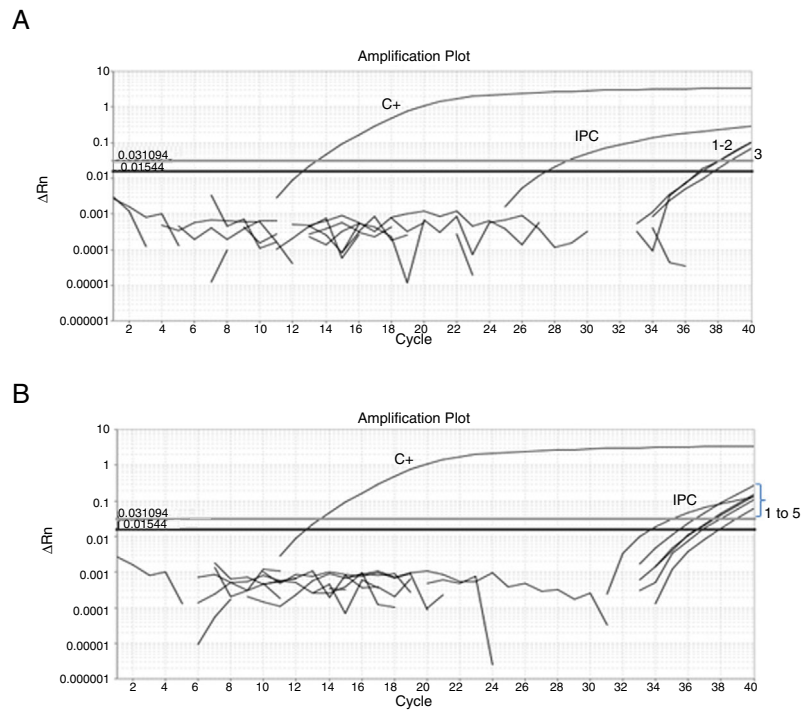 A
Amplification Plot
10
1
0.1
0.01
0.001
0.0001
0.00001
0.000001
ΔRn
0.031094
0.01544
C+
IPC
1-2
3
2 4 6 8 10 12 14 16 18 20 22 24 26 28 30 32 34 36 38 40
Cycle
B
Amplification Plot
10
1
0.1
0.01
0.001
0.0001
0.00001
0.000001
ΔRn
0.031094
0.01544
C+
IPC
1 to 5
2 4 6 8 10 12 14 16 18 20 22 24 26 28 30 32 34 36 38 40
Cycle